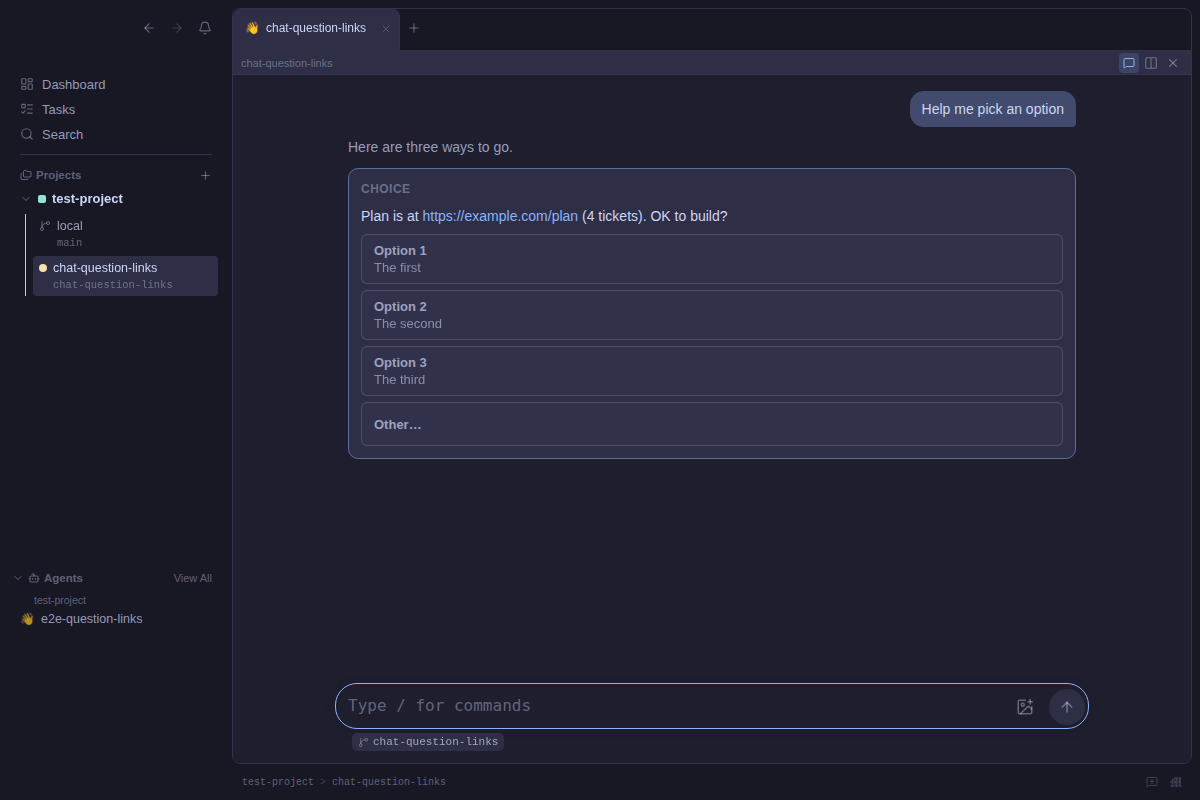 chat-question-links
chat-question-links
Dashboard
Tasks
Search
Projects
test-project
local
main
chat-question-links
chat-question-links
Help me pick an option
Here are three ways to go.
CHOICE
Plan is at https://example.com/plan (4 tickets). OK to build?
Option 1
The first
Option 2
The second
Option 3
The third
Other…
Agents
View All
test-project
e2e-question-links
Type / for commands
chat-question-links
test-project > chat-question-links